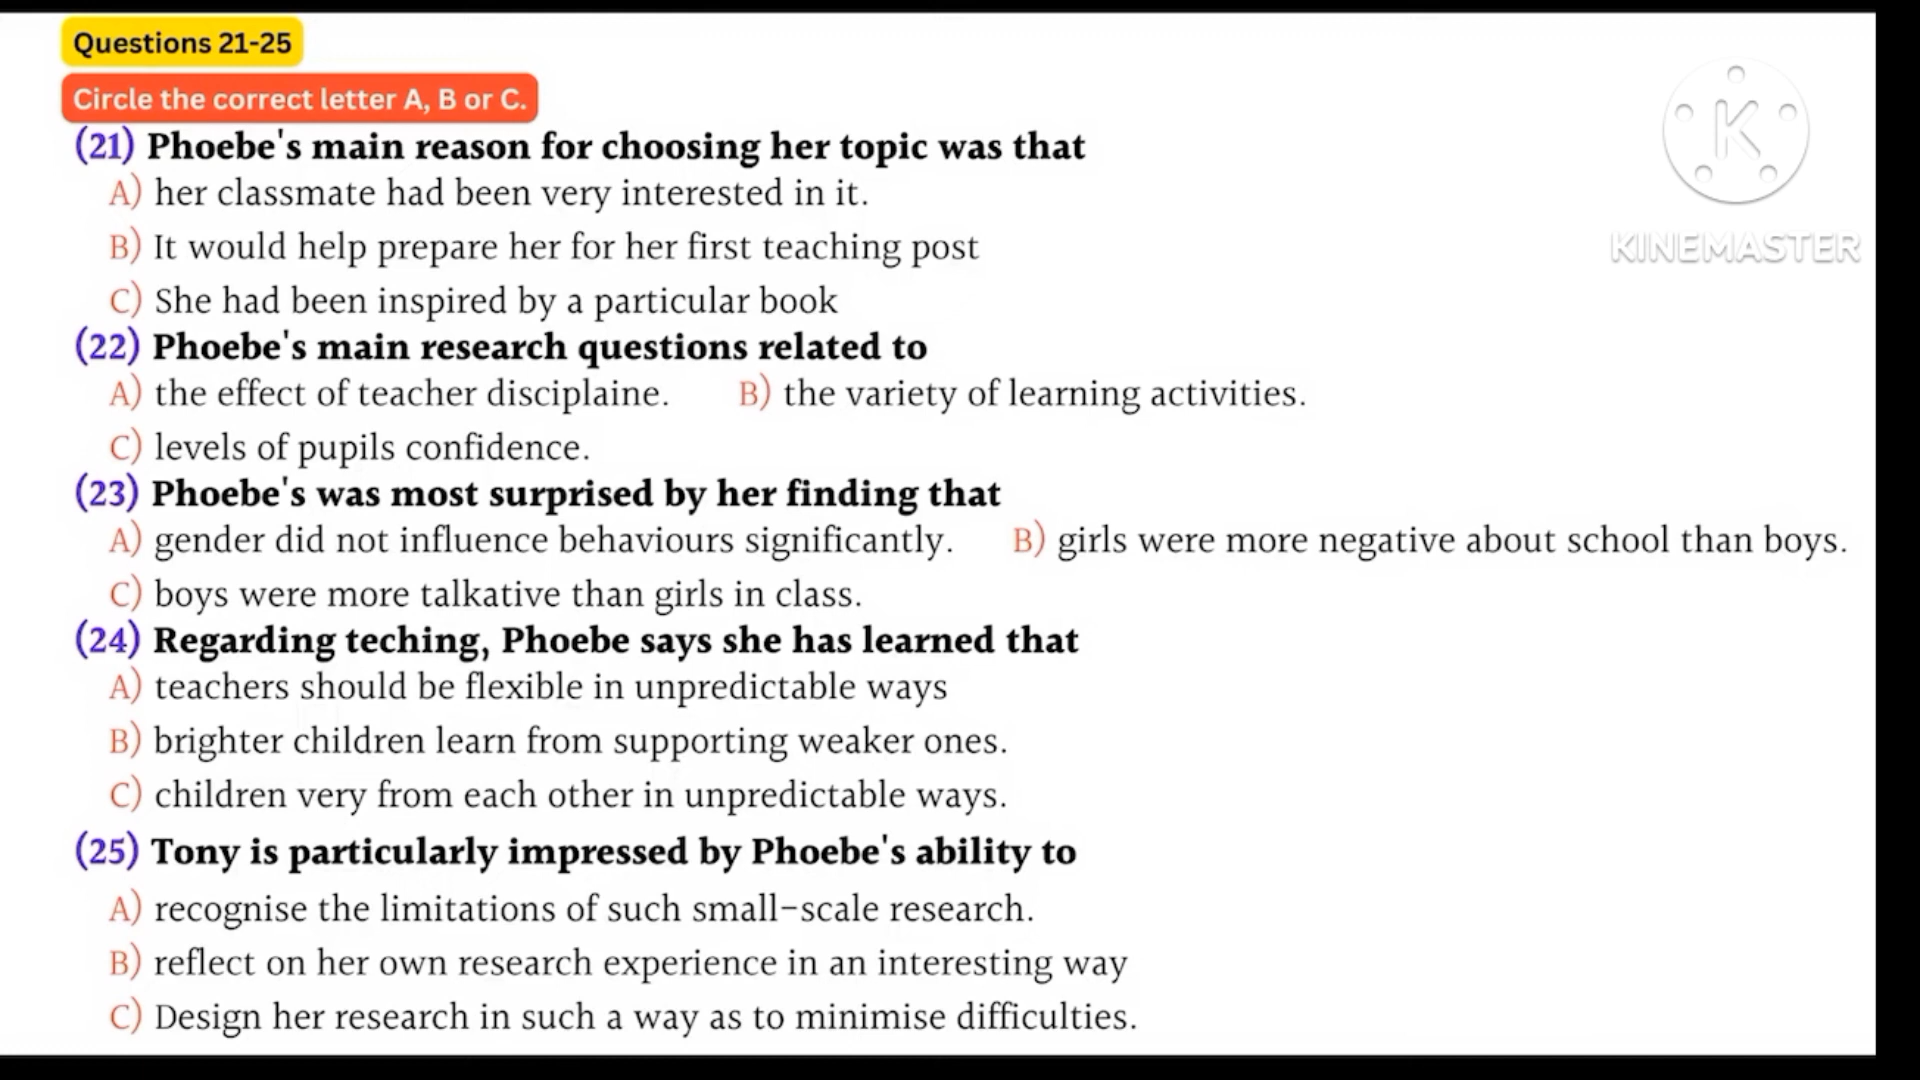 Questions 21-25
Circle the correct letter A, B or C.
(21) Phoebe's main reason for choosing her topic was that
A) her classmate had been very interested in it.
B) It would help prepare her for her first teaching post
C) She had been inspired by a particular book
(22) Phoebe's main research questions related to
A) the effect of teacher disciplaine. B) the variety of learning activities.
C) levels of pupils confidence.
(23) Phoebe's was most surprised by her finding that
A) gender did not influence behaviours significantly. B) girls were more negative about school than boys.
C) boys were more talkative than girls in class.
(24) Regarding teching, Phoebe says she has learned that
A) teachers should be flexible in unpredictable ways
B) brighter children learn from supporting weaker ones.
C) children very from each other in unpredictable ways.
(25) Tony is particularly impressed by Phoebe's ability to
A) recognise the limitations of such small-scale research.
B) reflect on her own research experience in an interesting way
C) Design her research in such a way as to minimise difficulties.
K
KINEMASTER